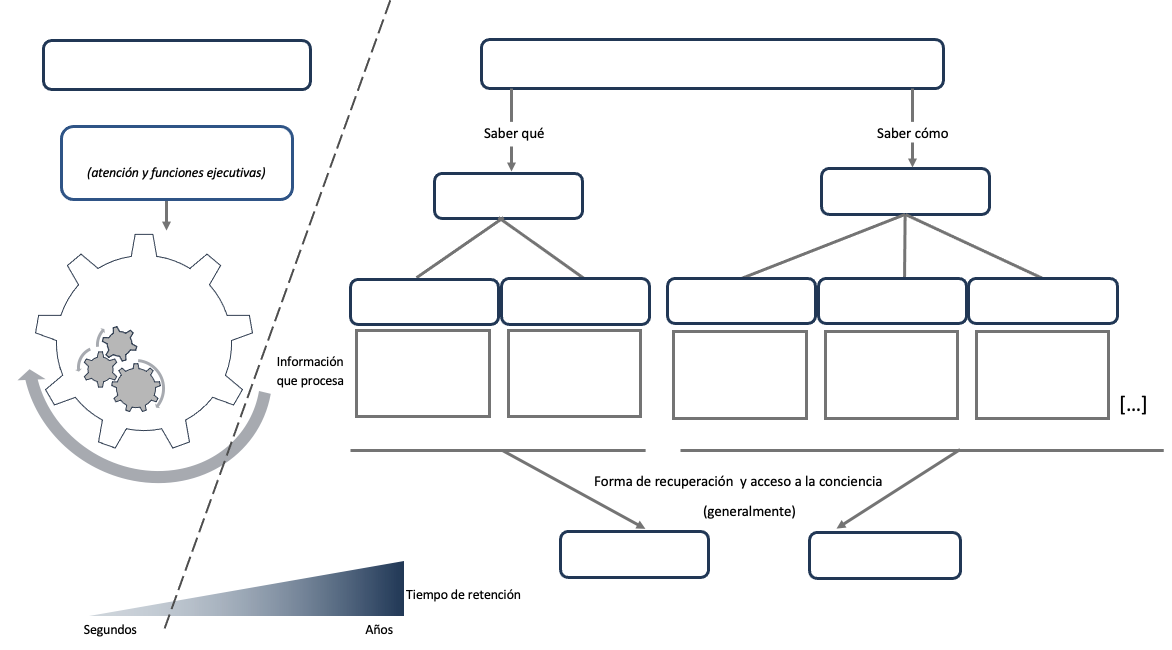 Saber qué
Saber cómo
(atención y funciones ejecutivas)
Información
que procesa
[...]
Forma de recuperación y acceso a la conciencia
(generalmente)
Tiempo de retención
Segundos
Años